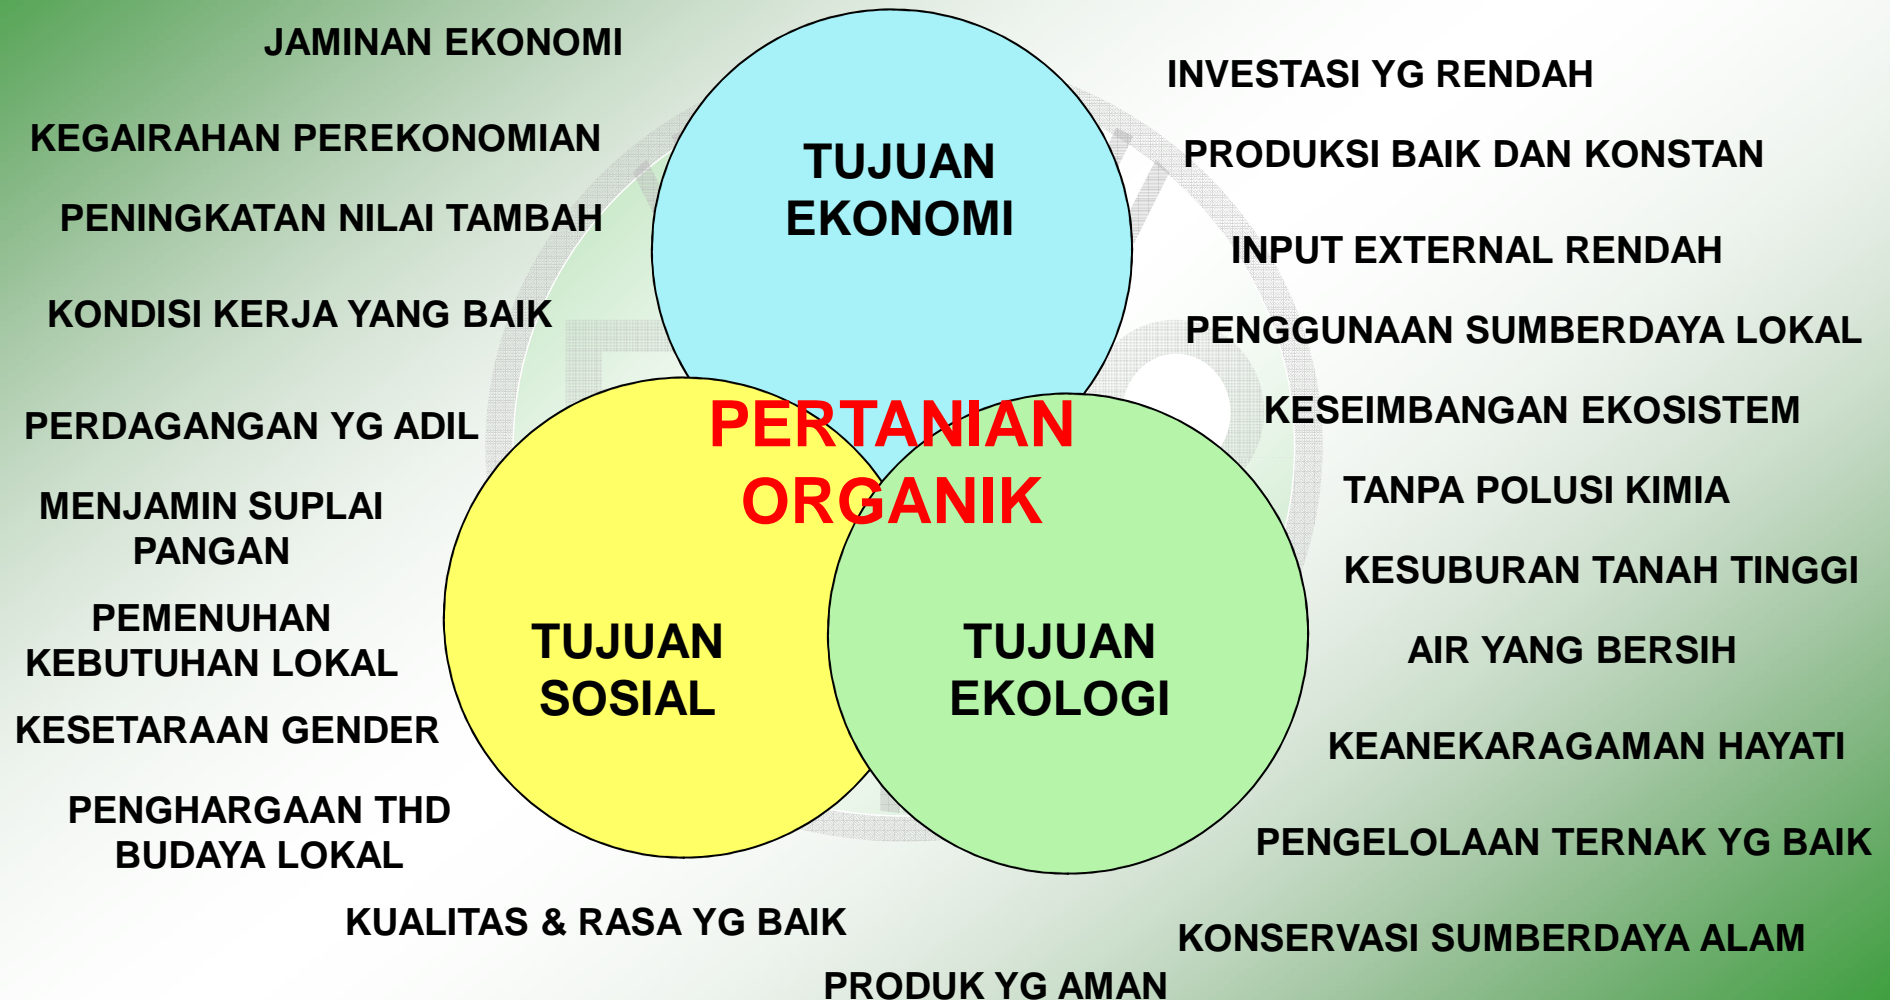 JAMINAN EKONOMI
KEGAIRAHAN PEREKONOMIAN
PENINGKATAN NILAI TAMBAH
KONDISI KERJA YANG BAIK
PERDAGANGAN YG ADIL
MENJAMIN SUPLAI
PANGAN
PEMENUHAN
KEBUTUHAN LOKAL
KESETARAAN GENDER
PENGHARGAAN THD
BUDAYA LOKAL
KUALITAS & RASA YG BAIK
PRODUK YG AMAN
TUJUAN
EKONOMI
PERTANIAN
ORGANIK
TUJUAN
SOSIAL
TUJUAN
EKOLOGI
INVESTASI YG RENDAH
PRODUKSI BAIK DAN KONSTAN
INPUT EXTERNAL RENDAH
PENGGUNAAN SUMBERDAYA LOKAL
KESEIMBANGAN EKOSISTEM
TANPA POLUSI KIMIA
KESUBURAN TANAH TINGGI
AIR YANG BERSIH
KEANEKARAGAMAN HAYATI
PENGELOLAAN TERNAK YG BAIK
KONSERVASI SUMBERDAYA ALAM